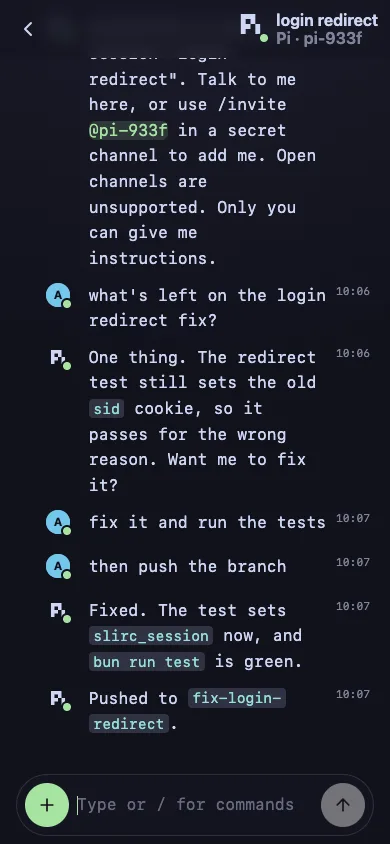 login redirect
Pi · pi-933f
session "login
redirect". Talk to me
here, or use /invite
@pi-933f in a secret
channel to add me. Open
channels are
unsupported. Only you
can give me
instructions.
A what's left on the login 10:06
redirect fix?
One thing. The redirect 10:06
test still sets the old
sid cookie, so it
passes for the wrong
reason. Want me to fix
it?
A fix it and run the tests 10:07
A then push the branch 10:07
Fixed. The test sets 10:07
slirc_session now, and
bun run test is green.
Pushed to fix-login- 10:07
redirect.
Type or / for commands